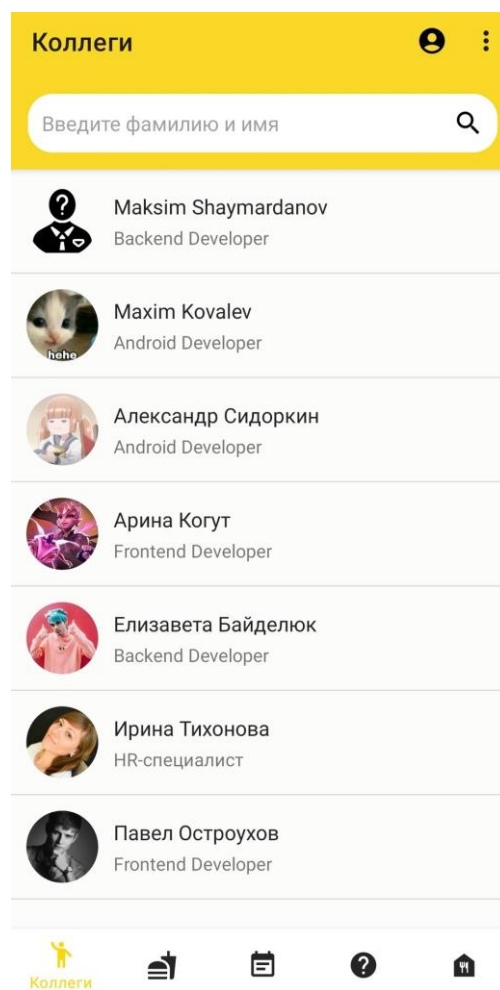 Коллеги
Введите фамилию и имя
Maksim Shaymardanov
Backend Developer
Maxim Kovalev
Android Developer
hehe
Александр Сидоркин
Android Developer
Арина Когут
Frontend Developer
Елизавета Байделюк
Backend Developer
Ирина Тихонова
HR-специалист
Павел Остроухов
Frontend Developer
Коллеги